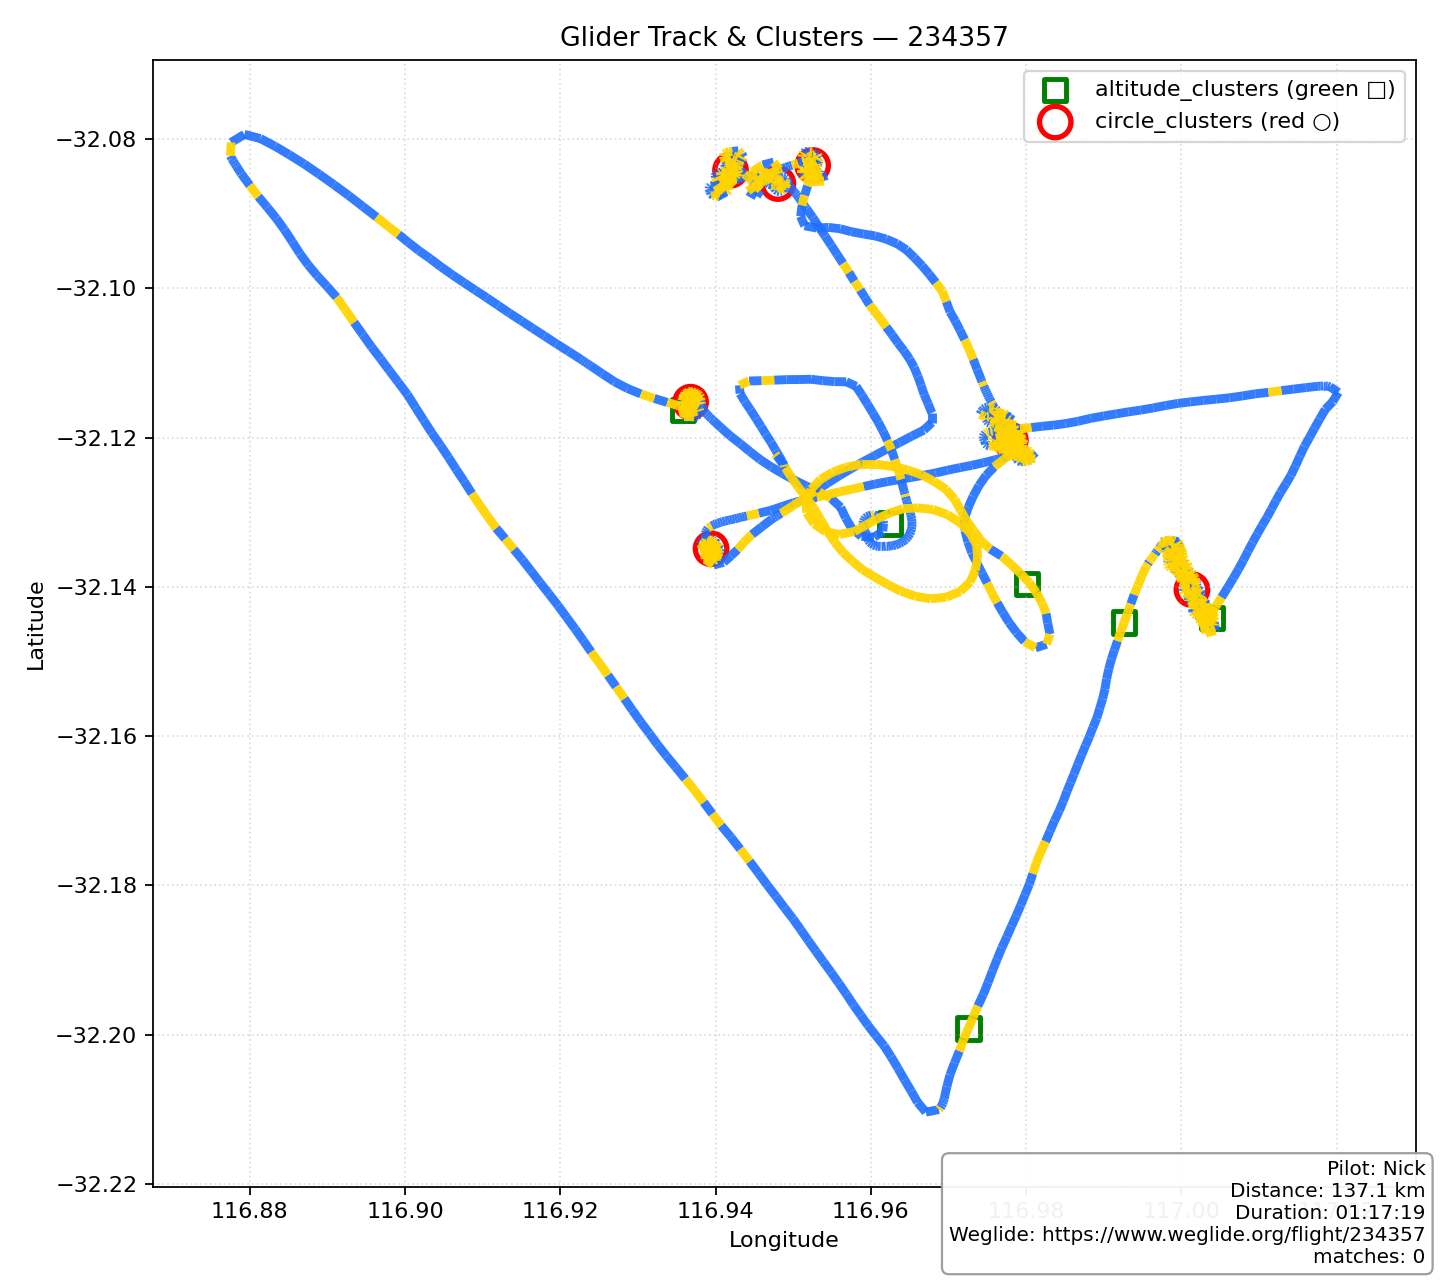 Glider Track & Clusters — 234357
altitude_clusters (green □)
circle_clusters (red ○)
−32.08
−32.10
−32.12
−32.14
−32.16
−32.18
−32.20
−32.22
Latitude
116.88
116.90
116.92
116.94
116.96
116.98
117.00
Longitude
Pilot: Nick
Distance: 137.1 km
Duration: 01:17:19
Weglide: https://www.weglide.org/flight/234357
matches: 0